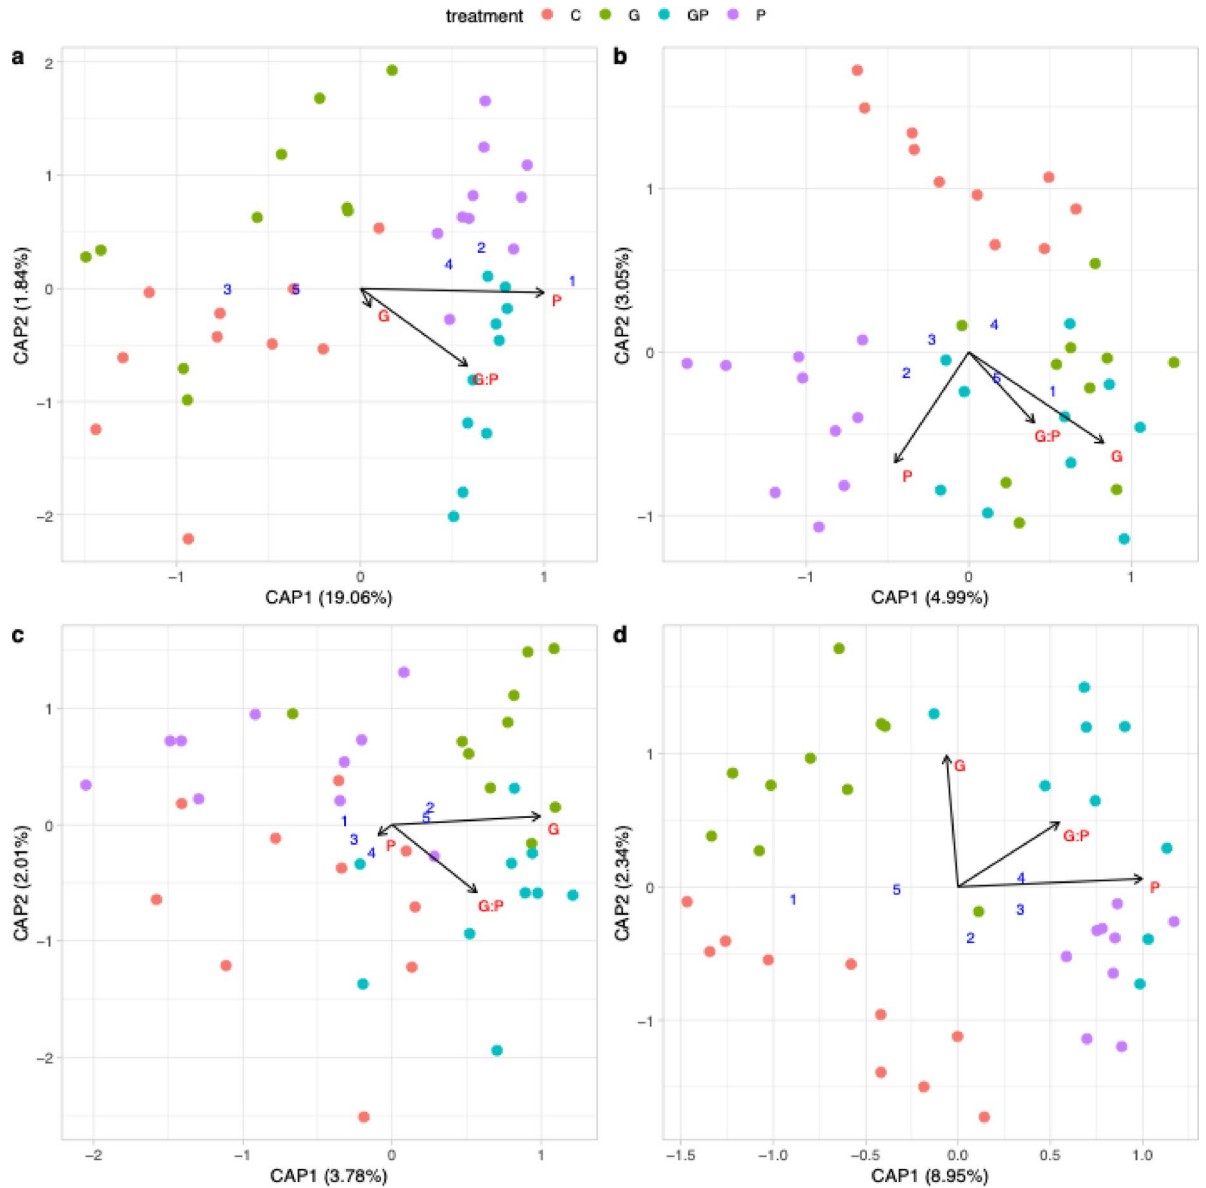 treatment C G GP P
a
2
1
0
−1
−2
CAP2 (1.84%)
1
2
3
4
5
P
G
G:P
−1 0 1
CAP1 (19.06%)
b
1
0
−1
CAP2 (3.05%)
4
3
2
5
1
G:P
G
P
−1 0 1
CAP1 (4.99%)
c
1
0
−1
−2
CAP2 (2.01%)
2
5
1
3
4
G
P
G:P
−2 −1 0 1
CAP1 (3.78%)
d
1
0
−1
CAP2 (2.34%)
G
G:P
P
4
5
1
3
2
−1.5 −1.0 −0.5 0.0 0.5 1.0
CAP1 (8.95%)